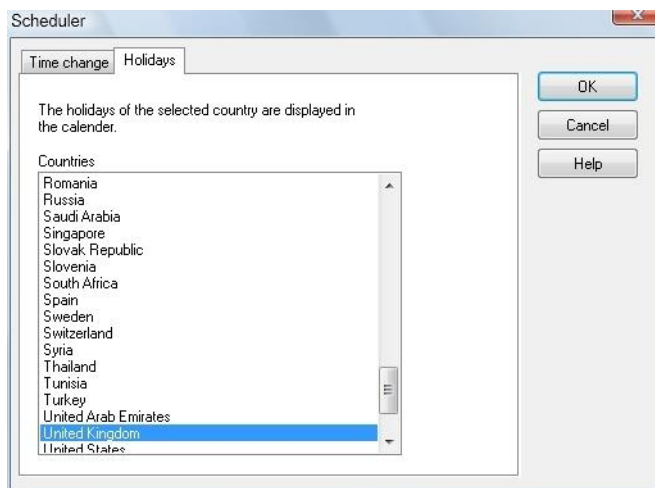 Scheduler
Time change
Holidays
The holidays of the selected country are displayed in
the calender.
Countries
Romania
Russia
Saudi Arabia
Singapore
Slovak Republic
Slovenia
South Africa
Spain
Sweden
Switzerland
Syria
Thailand
Tunisia
Turkey
United Arab Emirates
United Kingdom
United States
OK
Cancel
Help